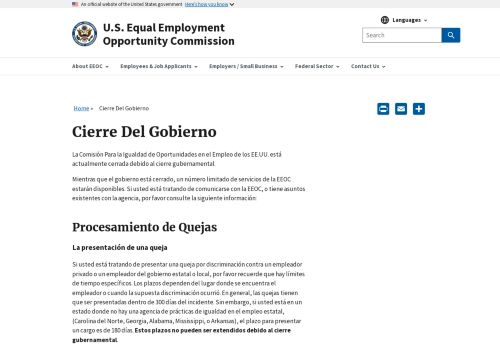 An official website of the United States government Here's how you know
U.S. Equal Employment
Opportunity Commission
Languages
Search
About EEOC
Employees & Job Applicants
Employers / Small Business
Federal Sector
Contact Us
Home » Cierre Del Gobierno
Cierre Del Gobierno
La Comisión Para la Igualdad de Oportunidades en el Empleo de los EE.UU. está
actualmente cerrada debido al cierre gubernamental.
Mientras que el gobierno está cerrado, un número limitado de servicios de la EEOC
estarán disponibles. Si usted está tratando de comunicarse con la EEOC, o tiene asuntos
existentes con la agencia, por favor consulte la siguiente información:
Procesamiento de Quejas
La presentación de una queja
Si usted está tratando de presentar una queja por discriminación contra un empleador
privado o un empleador del gobierno estatal o local, por favor recuerde que hay límites
de tiempo específicos. Los plazos dependen del lugar donde se encuentra el
empleador o cuando la supuesta discriminación ocurrió. En general, las quejas tienen
que ser presentadas dentro de 300 días del incidente. Sin embargo, si usted está en un
estado donde no hay una agencia de prácticas de igualdad en el empleo estatal,
(Carolina del Norte, Georgia, Alabama, Mississippi, o Arkansas), el plazo para presentar
un cargo es de 180 días. Estos plazos no pueden ser extendidos debido al cierre
gubernamental.